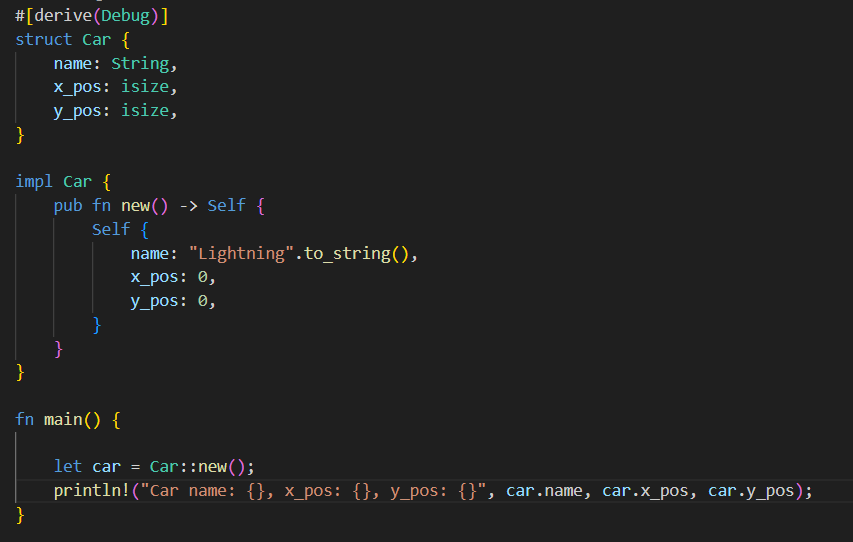 #[derive(Debug)]
struct Car {
    name: String,
    x_pos: isize,
    y_pos: isize,
}

impl Car {
    pub fn new() -> Self {
        Self {
            name: "Lightning".to_string(),
            x_pos: 0,
            y_pos: 0,
        }
    }
}

fn main() {

    let car = Car::new();
    println!("Car name: {}, x_pos: {}, y_pos: {}", car.name, car.x_pos, car.y_pos);
}